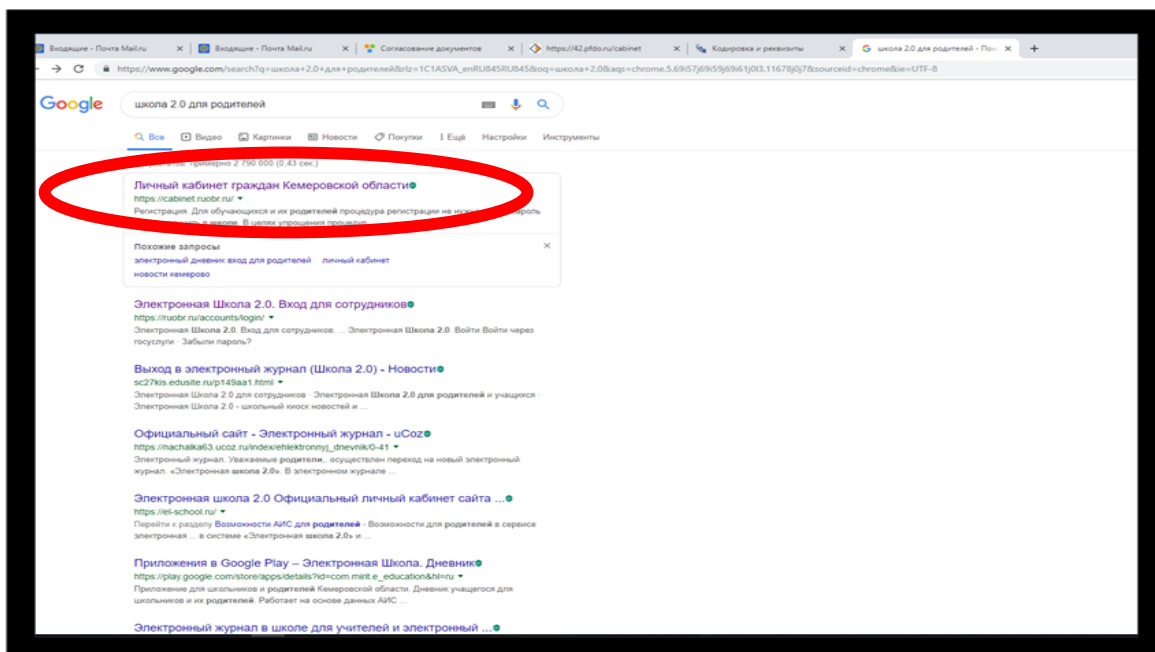 Входящие - Почта Mail.ru × Входящие - Почта Mail.ru × Согласование документов × https://42.pfdo.ru/cabinet × Кодировка и реквизиты × школа 2.0 для родителей - Пои × +
https://www.google.com/search?q=школа+2.0+для+родителей&rlz=1C1ASVA_enRU845RU845&oq=школа+2.0&aqs=chrome.5.69i57j69i59j69i61j0l3.11678j0j7&sourceid=chrome&ie=UTF-8
Google школа 2.0 для родителей
Все Видео Картинки Новости Покупки Ещё Настройки Инструменты
примерно 2 790 000 (0,43 сек.)
Личный кабинет граждан Кемеровской области
https://cabinet.ruobr.ru/
Регистрация. Для обучающихся и их родителей процедура регистрации не
в школе. В целях упрощения
Похожие запросы ×
электронный дневник вход для родителей личный кабинет
новости кемерово
Электронная Школа 2.0. Вход для сотрудников
https://ruobr.ru/accounts/login/
Электронная Школа 2.0. Вход для сотрудников. ... Электронная Школа 2.0. Войти Войти через
госуслуги · Забыли пароль?
Выход в электронный журнал (Школа 2.0) - Новости
sc27kis.edusite.ru/p149aa1.html
Электронная Школа 2.0 для сотрудников · Электронная Школа 2.0 для родителей и учащихся ·
Электронная Школа 2.0 - школьный киоск новостей и ...
Официальный сайт - Электронный журнал - uCoz
https://nachalka63.ucoz.ru/index/ehlektronnyj_dnevnik/0-41
Электронный журнал. Уважаемые родители,. осуществлен переход на новый электронный
журнал. «Электронная школа 2.0». В электронном журнале ...
Электронная школа 2.0 Официальный личный кабинет сайта ...
https://el-school.ru/
Перейти к разделу Возможности АИС для родителей - Возможности для родителей в сервисе
электронная ... в системе «Электронная школа 2.0» и ...
Приложения в Google Play – Электронная Школа. Дневник
https://play.google.com/store/apps/details?id=com.mirit.e_education&hl=ru
Приложение для школьников и родителей Кемеровской области. Дневник учащегося для
школьников и их родителей. Работает на основе данных АИС ...
Электронный журнал в школе для учителей и электронный ...